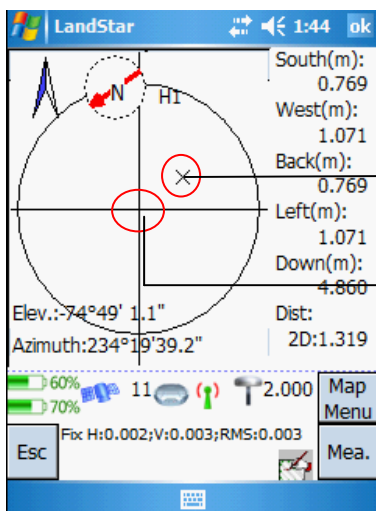 LandStar 1:44 ok
N
H1
South(m):
0.769
West(m):
1.071
Back(m):
0.769
Left(m):
1.071
Down(m):
4.860
Elev.:-74°49' 1.1"
Dist:
Azimuth:234°19'39.2"
2D:1.319
60%
70%
11
2.000
Map
Menu
Esc
Fix H:0.002;V:0.003;RMS:0.003
Mea.